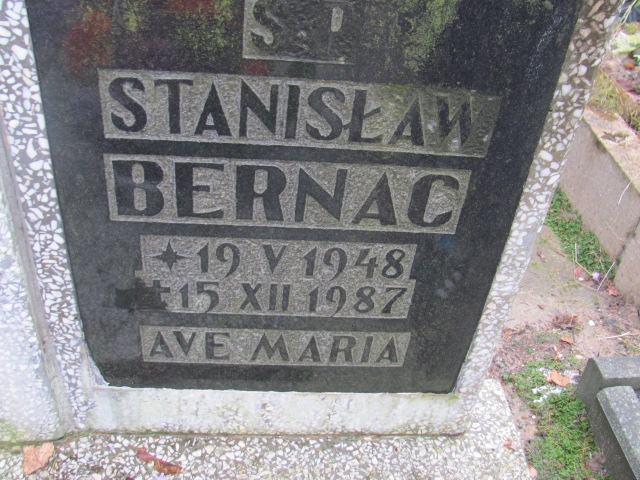 Ś.P.
STANISŁAW
BERNAC
* 19 V 1948
+ 15 XII 1987
AVE MARIA